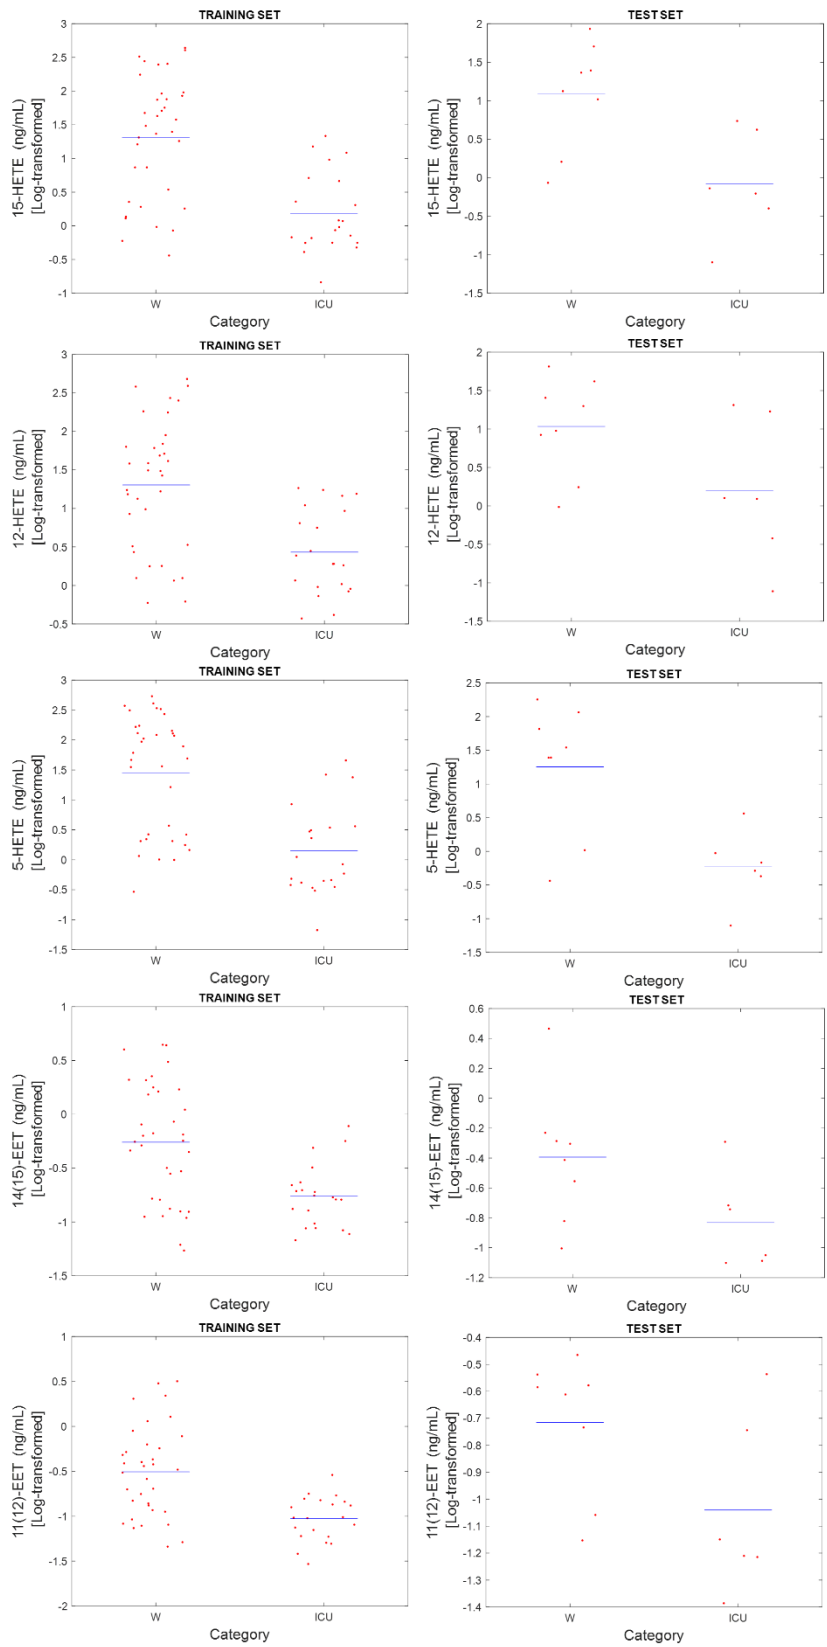 TRAINING SET
3
2.5
2
1.5
1
0.5
0
-0.5
-1
15-HETE (ng/mL)
[Log-transformed]
W
ICU
Category
TEST SET
2
1.5
1
0.5
0
-0.5
-1
-1.5
15-HETE (ng/mL)
[Log-transformed]
W
ICU
Category
TRAINING SET
3
2.5
2
1.5
1
0.5
0
-0.5
12-HETE (ng/mL)
[Log-transformed]
W
ICU
Category
TEST SET
2
1.5
1
0.5
0
-0.5
-1
-1.5
12-HETE (ng/mL)
[Log-transformed]
W
ICU
Category
TRAINING SET
3
2.5
2
1.5
1
0.5
0
-0.5
-1
-1.5
5-HETE (ng/mL)
[Log-transformed]
W
ICU
Category
TEST SET
2.5
2
1.5
1
0.5
0
-0.5
-1
-1.5
5-HETE (ng/mL)
[Log-transformed]
W
ICU
Category
TRAINING SET
1
0.5
0
-0.5
-1
-1.5
14(15)-EET (ng/mL)
[Log-transformed]
W
ICU
Category
TEST SET
0.6
0.4
0.2
0
-0.2
-0.4
-0.6
-0.8
-1
-1.2
14(15)-EET (ng/mL)
[Log-transformed]
W
ICU
Category
TRAINING SET
1
0.5
0
-0.5
-1
-1.5
-2
11(12)-EET (ng/mL)
[Log-transformed]
W
ICU
Category
TEST SET
-0.4
-0.5
-0.6
-0.7
-0.8
-0.9
-1
-1.1
-1.2
-1.3
-1.4
11(12)-EET (ng/mL)
[Log-transformed]
W
ICU
Category